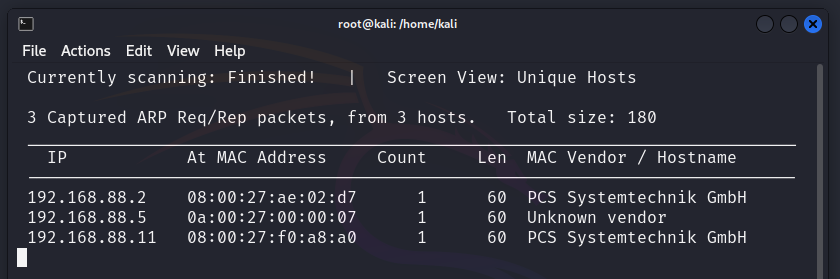 root@kali: /home/kali
File Actions Edit View Help
Currently scanning: Finished! | Screen View: Unique Hosts
3 Captured ARP Req/Rep packets, from 3 hosts. Total size: 180
IP At MAC Address Count Len MAC Vendor / Hostname
192.168.88.2 08:00:27:ae:02:d7 1 60 PCS Systemtechnik GmbH
192.168.88.5 0a:00:27:00:00:07 1 60 Unknown vendor
192.168.88.11 08:00:27:f0:a8:a0 1 60 PCS Systemtechnik GmbH